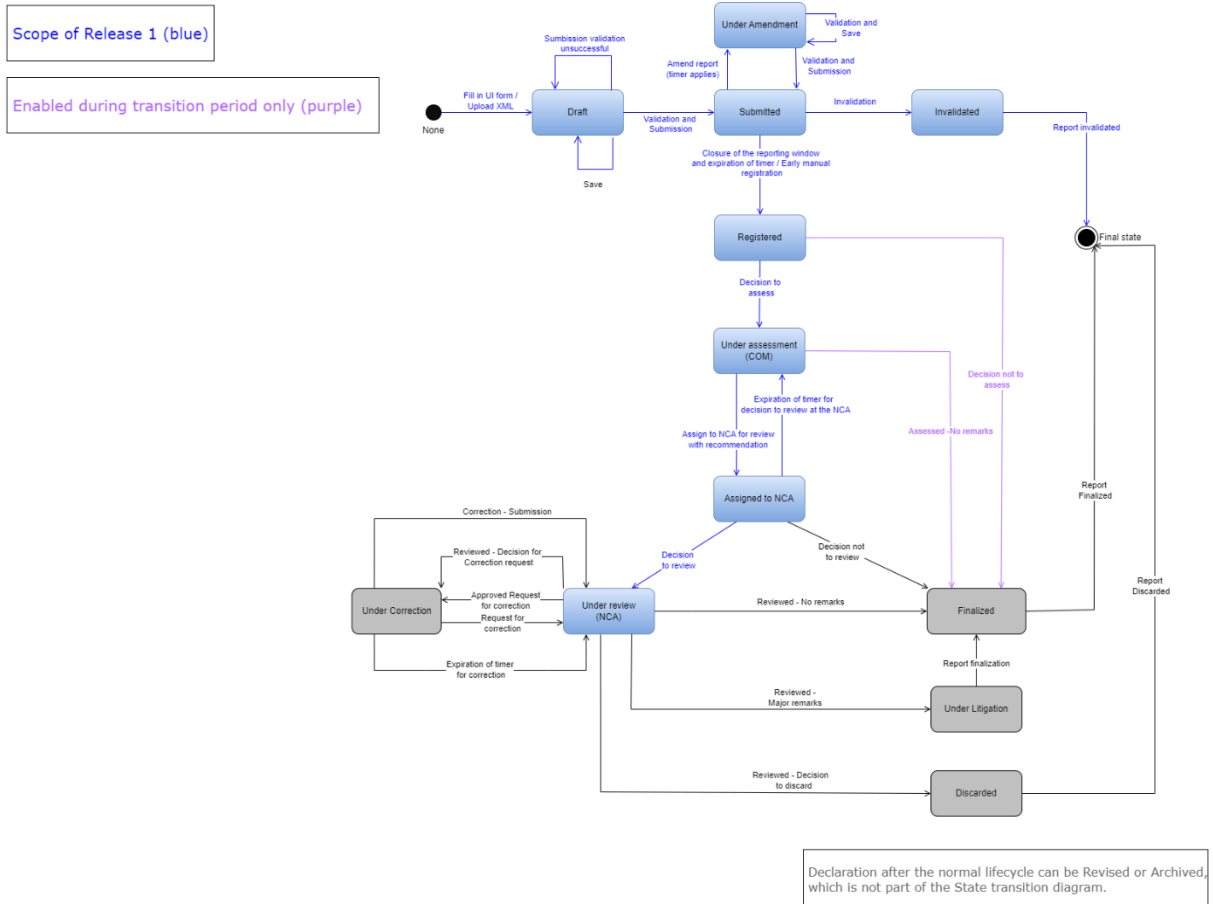 Scope of Release 1 (blue)
Enabled during transition period only (purple)
Under Amendment
Validation and
Save
Sumbission validation
unsuccessful
Amend report
(timer applies)
Validation and
Submission
Fill in UI form /
Upload XML
None
Draft
Validation and
Submission
Submitted
Invalidation
Invalidated
Report invalidated
Save
Closure of the reporting window
and expiration of timer / Early manual
registration
Registered
Final state
Decision to
assess
Under assessment
(COM)
Decision not to
assess
Expiration of timer for
decision to review at the NCA
Assign to NCA for review
with recommendation
Assessed -No remarks
Assigned to NCA
Report
Finalized
Correction - Submission
Decision not
to review
Reviewed - Decision for
Correction request
Decision
to review
Report
Discarded
Under Correction
Approved Request
for correction
Request for
correction
Under review
(NCA)
Reviewed - No remarks
Finalized
Expiration of timer
for correction
Report finalization
Reviewed -
Major remarks
Under Litigation
Reviewed - Decision
to discard
Discarded
Declaration after the normal lifecycle can be Revised or Archived,
which is not part of the State transition diagram.